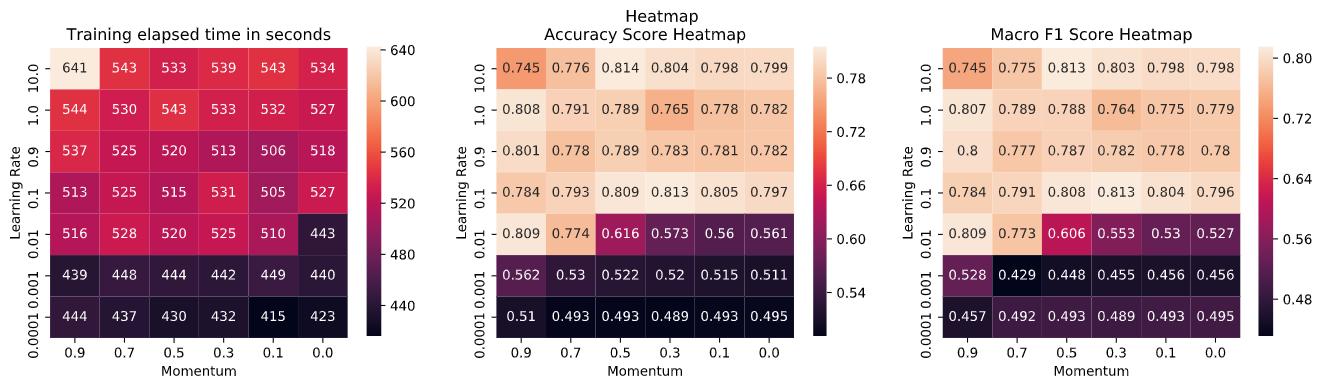 Heatmap
Training elapsed time in seconds
Learning Rate
10.0 641 543 533 539 543 534
1.0 544 530 543 533 532 527
0.9 537 525 520 513 506 518
0.1 513 525 515 531 505 527
0.01 516 528 520 525 510 443
0.001 439 448 444 442 449 440
0.0001 444 437 430 432 415 423
0.9 0.7 0.5 0.3 0.1 0.0
Momentum
640
600
560
520
480
440
Accuracy Score Heatmap
Learning Rate
10.0 0.745 0.776 0.814 0.804 0.798 0.799
1.0 0.808 0.791 0.789 0.765 0.778 0.782
0.9 0.801 0.778 0.789 0.783 0.781 0.782
0.1 0.784 0.793 0.809 0.813 0.805 0.797
0.01 0.809 0.774 0.616 0.573 0.56 0.561
0.001 0.562 0.53 0.522 0.52 0.515 0.511
0.0001 0.51 0.493 0.493 0.489 0.493 0.495
0.9 0.7 0.5 0.3 0.1 0.0
Momentum
0.78
0.72
0.66
0.60
0.54
Macro F1 Score Heatmap
Learning Rate
10.0 0.745 0.775 0.813 0.803 0.798 0.798
1.0 0.807 0.789 0.788 0.764 0.775 0.779
0.9 0.8 0.777 0.787 0.782 0.778 0.78
0.1 0.784 0.791 0.808 0.813 0.804 0.796
0.01 0.809 0.773 0.606 0.553 0.53 0.527
0.001 0.528 0.429 0.448 0.455 0.456 0.456
0.0001 0.457 0.492 0.493 0.489 0.493 0.495
0.9 0.7 0.5 0.3 0.1 0.0
Momentum
0.80
0.72
0.64
0.56
0.48